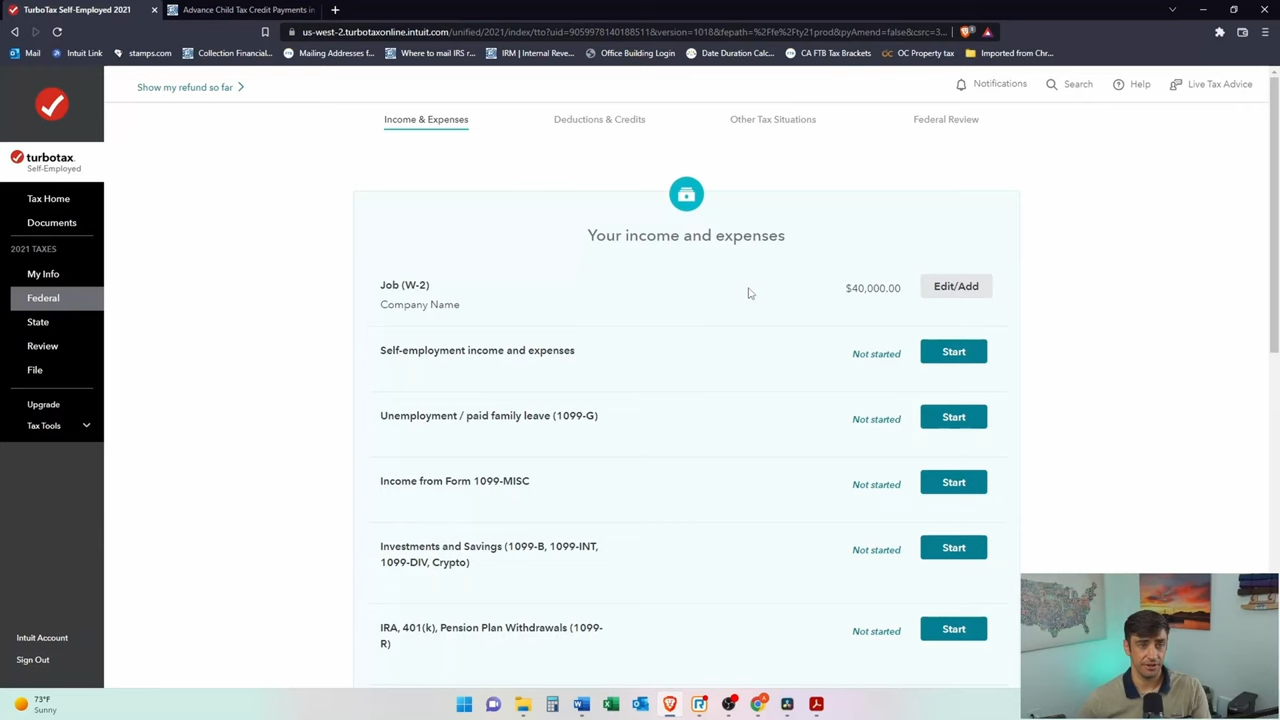 TurboTax Self-Employed 2021
Advance Child Tax Credit Payments in
us-west-2.turbotaxonline.intuit.com/unified/2021/index/tto?uid=9059978140188511&version=1018&fepath=%2Ffe%2Fty21prod&pyAmend=false&csrc=3...
Mail
Intuit Link
stamps.com
Collection Financial...
Mailing Addresses f...
Where to mail IRS r...
IRM | Internal Reve...
Office Building Login
Date Duration Calc...
CA FTB Tax Brackets
OC Property tax
Imported from Chr...
Show my refund so far
Notifications
Search
Help
Live Tax Advice
Income & Expenses
Deductions & Credits
Other Tax Situations
Federal Review
turbotax
Self-Employed
Tax Home
Documents
2021 TAXES
My Info
Federal
State
Review
File
Upgrade
Tax Tools
Intuit Account
Sign Out
Your income and expenses
Job (W-2)
Company Name
$40,000.00
Edit/Add
Self-employment income and expenses
Not started
Start
Unemployment / paid family leave (1099-G)
Not started
Start
Income from Form 1099-MISC
Not started
Start
Investments and Savings (1099-B, 1099-INT,
1099-DIV, Crypto)
Not started
Start
IRA, 401(k), Pension Plan Withdrawals (1099-
R)
Not started
Start
73°F
Sunny